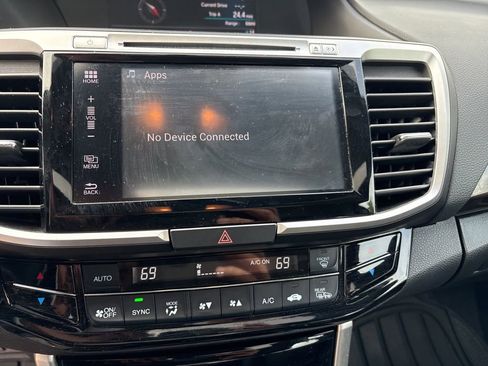 Current Drive
Trip A 24.4
Range
HOME
Apps
+
VOL
-
No Device Connected
MENU
BACK
AUTO
69
A/C ON
69
FRONT
ON/
OFF
SYNC
MODE
A/C
REAR